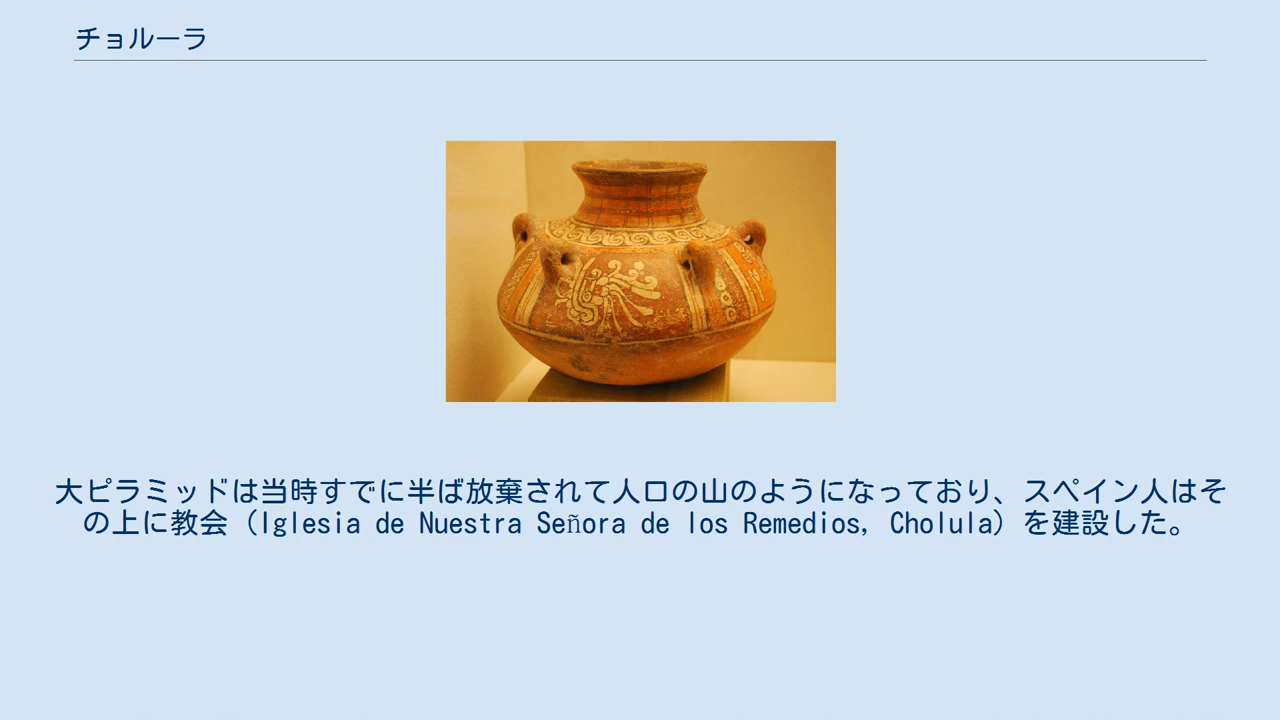 チョルーラ
大ピラミッドは当時すでに半ば放棄されて人口の山のようになっており、スペイン人はそ
の上に教会（Iglesia de Nuestra Señora de los Remedios, Cholula）を建設した。